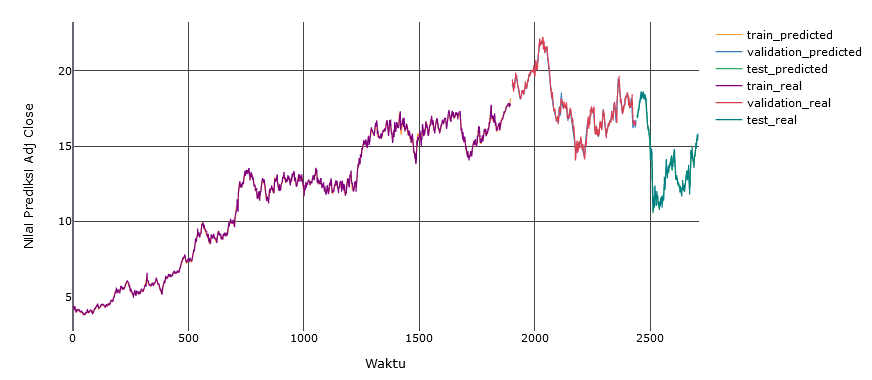 train_predicted
validation_predicted
test_predicted
train_real
validation_real
test_real
Nilai Prediksi Adj Close
20
15
10
5
0
500
1000
1500
2000
2500
Waktu